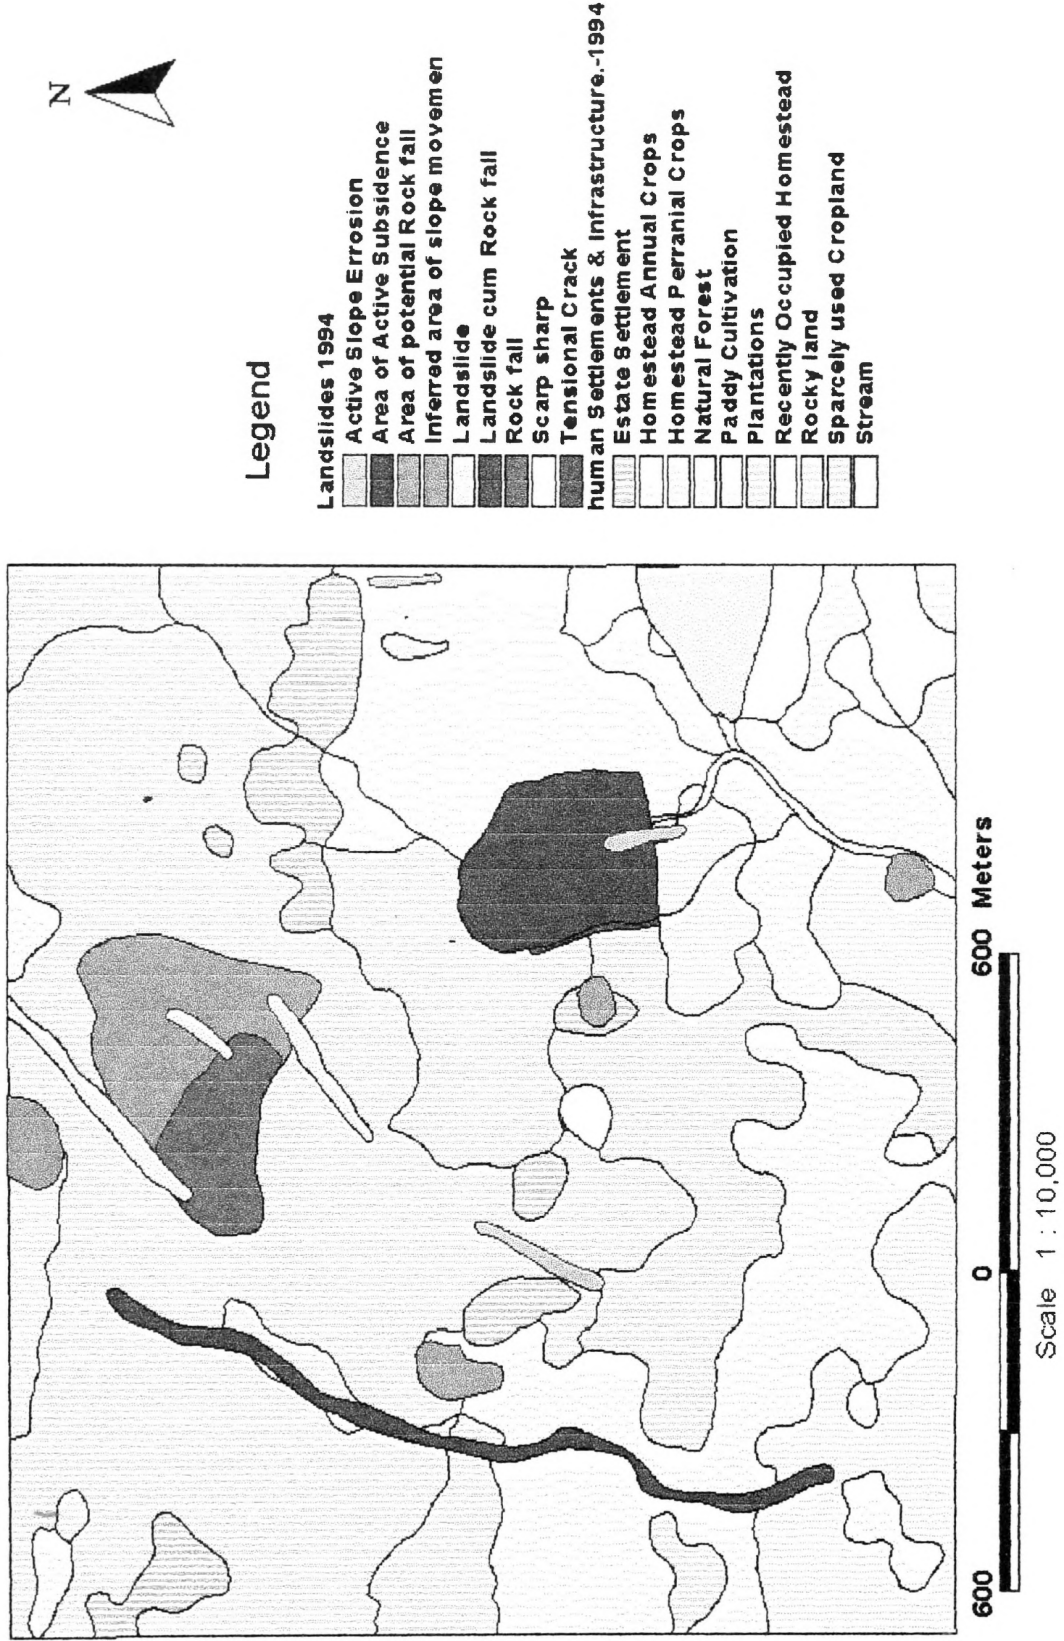 N
Legend
Landslides 1994
Active Slope Errosion
Area of Active Subsidence
Area of potential Rock fall
Inferred area of slope movemen
Landslide
Landslide cum Rock fall
Rock fall
Scarp sharp
Tensional Crack
human Settlements & Infrastructure.-1994
Estate Settlement
Homestead Annual Crops
Homestead Perranial Crops
Natural Forest
Paddy Cultivation
Plantations
Recently Occupied Homestead
Rocky land
Sparcely used Cropland
Stream
600 0 600 Meters
Scale 1 : 10,000